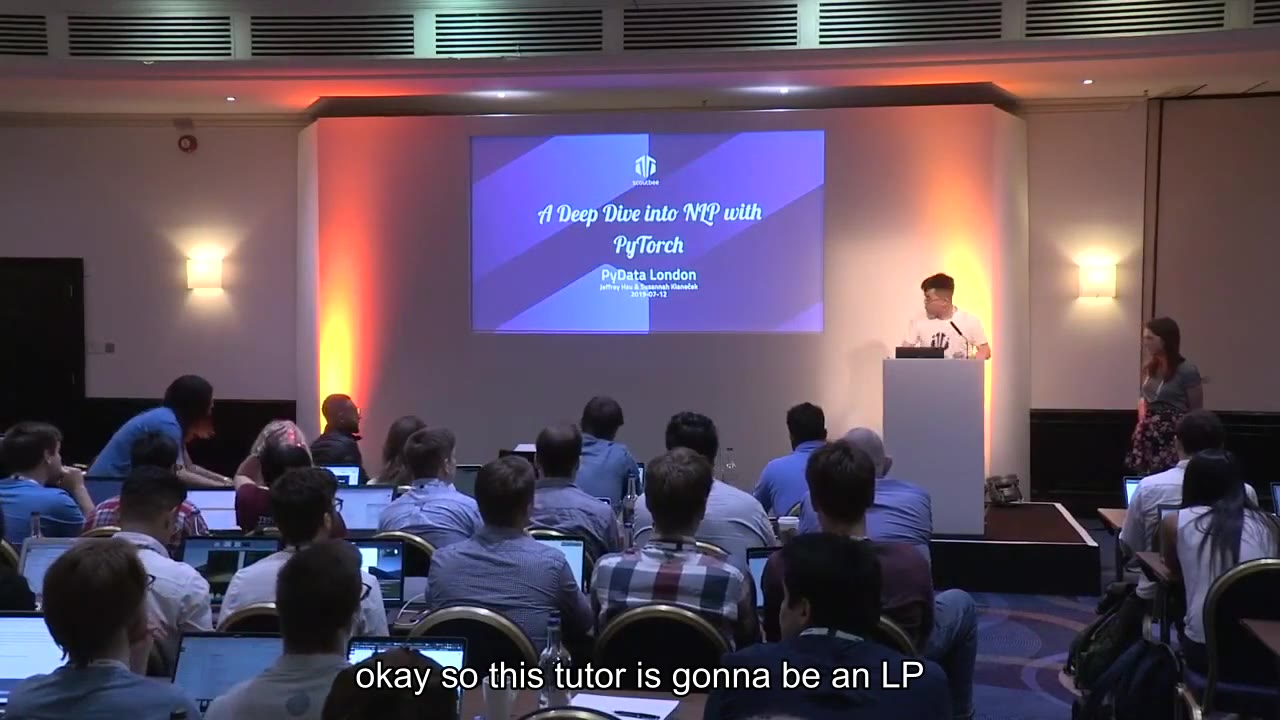 scoutbee
A Deep Dive into NLP with
PyTorch
PyData London
Jeffrey Hsu & Susannah Klaneček
2019-07-12
okay so this tutor is gonna be an LP